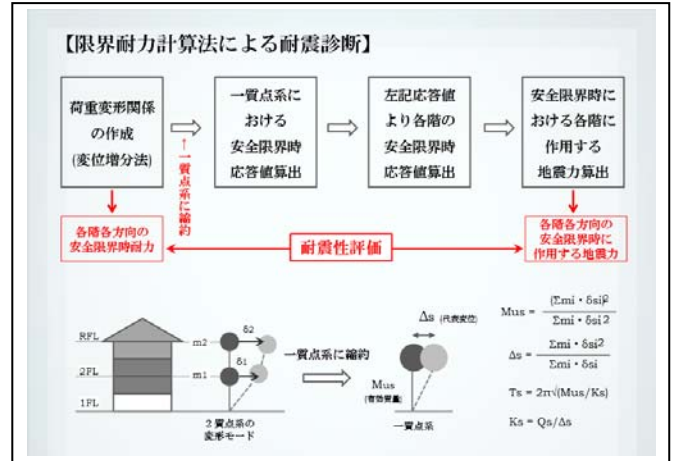 【限界耐力計算法による耐震診断】
荷重変形関係
の作成
(変位増分法)
←一質点系に縮約
一質点系に
おける
安全限界時
応答値算出
左記応答値
より各階の
安全限界時
応答値算出
安全限界時に
おける各階に
作用する
地震力算出
各階各方向の
安全限界時耐力
耐震性評価
各階各方向の
安全限界時に
作用する地震力
RFL
2FL
1FL
m2
m1
δ2
δ1
2質点系の
変形モード
一質点系に縮約
Δs (代表変位)
Mus
(有効質量)
一質点系
Mus = (Σmi・δsi)² / Σmi・δsi²
Δs = Σmi・δsi² / Σmi・δsi
Ts = 2π√(Mus/Ks)
Ks = Qs/Δs